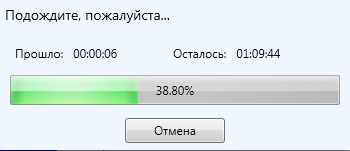 Подождите, пожалуйста...
Прошло: 00:00:06 Осталось: 01:09:44
38.80%
Отмена